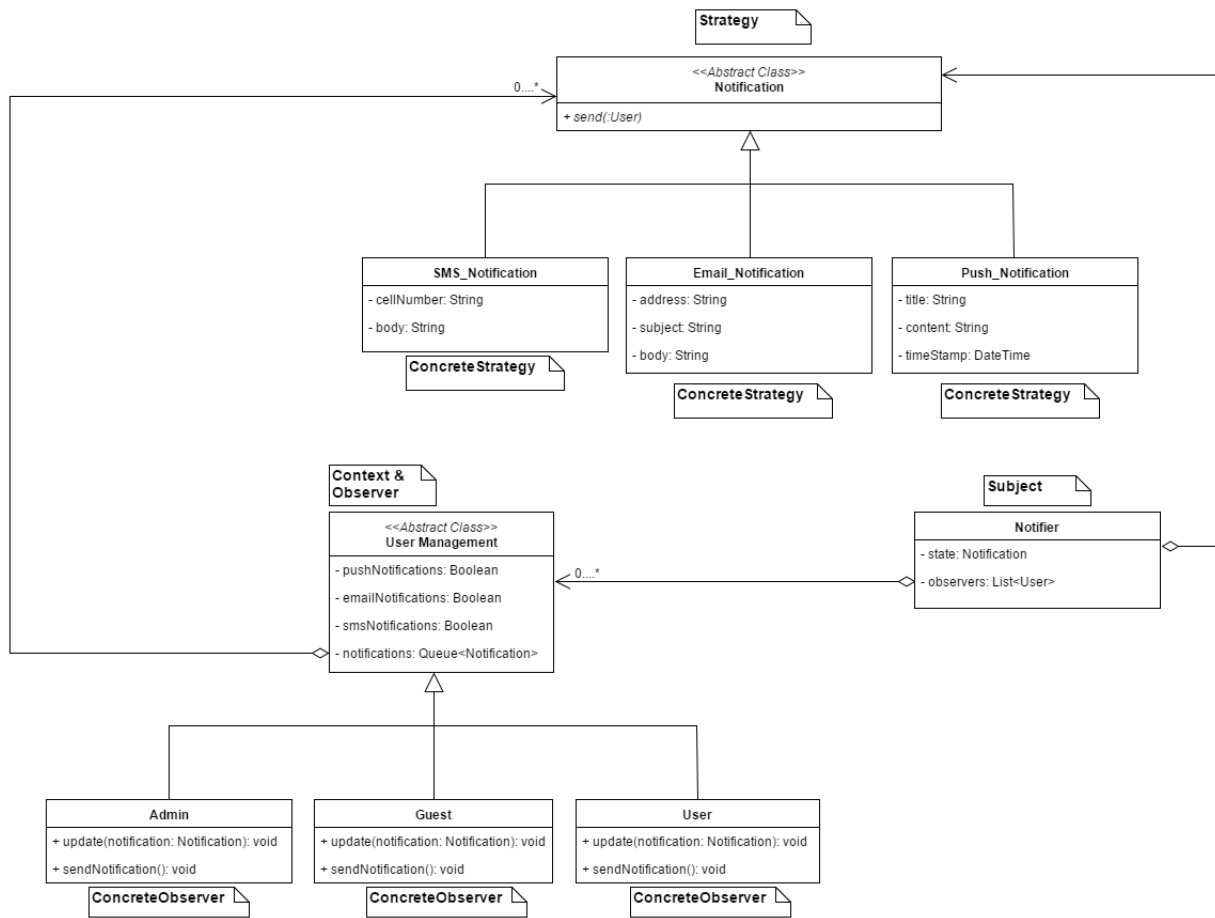 Strategy
<<Abstract Class>>
Notification
0....*
+ send(:User)
SMS_Notification
- cellNumber: String
- body: String
ConcreteStrategy
Email_Notification
- address: String
- subject: String
- body: String
ConcreteStrategy
Push_Notification
- title: String
- content: String
- timeStamp: DateTime
ConcreteStrategy
Context &
Observer
<<Abstract Class>>
User Management
- pushNotifications: Boolean
- emailNotifications: Boolean
- smsNotifications: Boolean
- notifications: Queue<Notification>
0....*
Subject
Notifier
- state: Notification
- observers: List<User>
Admin
+ update(notification: Notification): void
+ sendNotification(): void
ConcreteObserver
Guest
+ update(notification: Notification): void
+ sendNotification(): void
ConcreteObserver
User
+ update(notification: Notification): void
+ sendNotification(): void
ConcreteObserver